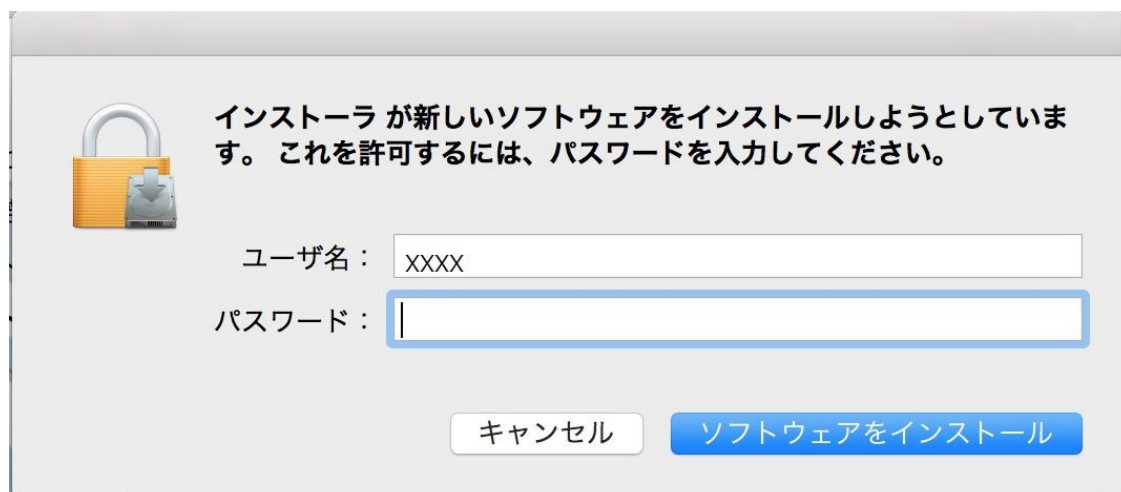 インストーラ が新しいソフトウェアをインストールしようとしていま
す。 これを許可するには、パスワードを入力してください。
ユーザ名： XXXX
パスワード：
キャンセル ソフトウェアをインストール